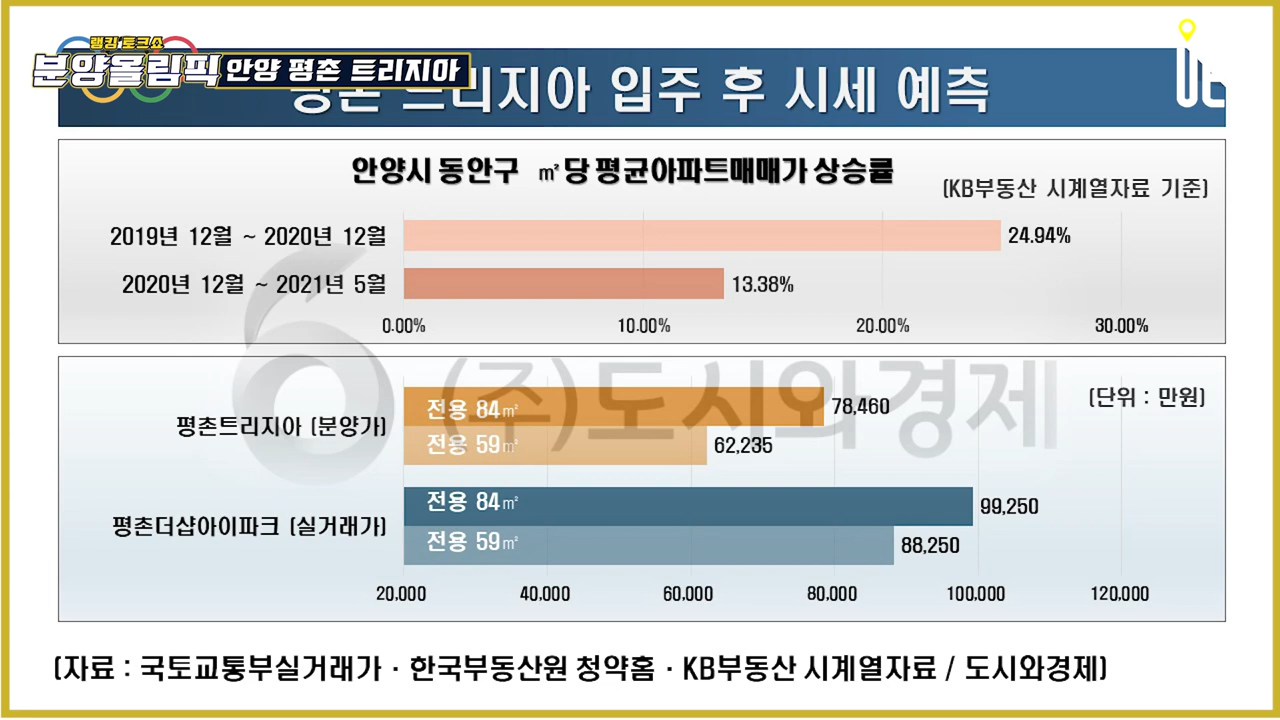 랭킹 토크쇼
분양올림픽 안양 평촌 트리지아
평촌 트리지아 입주 후 시세 예측
안양시 동안구 ㎡당 평균아파트매매가 상승률
(KB부동산 시계열자료 기준)
2019년 12월 ~ 2020년 12월 24.94%
2020년 12월 ~ 2021년 5월 13.38%
0.00% 10.00% 20.00% 30.00%
(주)도시와경제
(단위 : 만원)
평촌트리지아 (분양가)
전용 84㎡ 78,460
전용 59㎡ 62,235
평촌더샵아이파크 (실거래가)
전용 84㎡ 99,250
전용 59㎡ 88,250
20,000 40,000 60,000 80,000 100,000 120,000
(자료 : 국토교통부실거래가 · 한국부동산원 청약홈 · KB부동산 시계열자료 / 도시와경제)